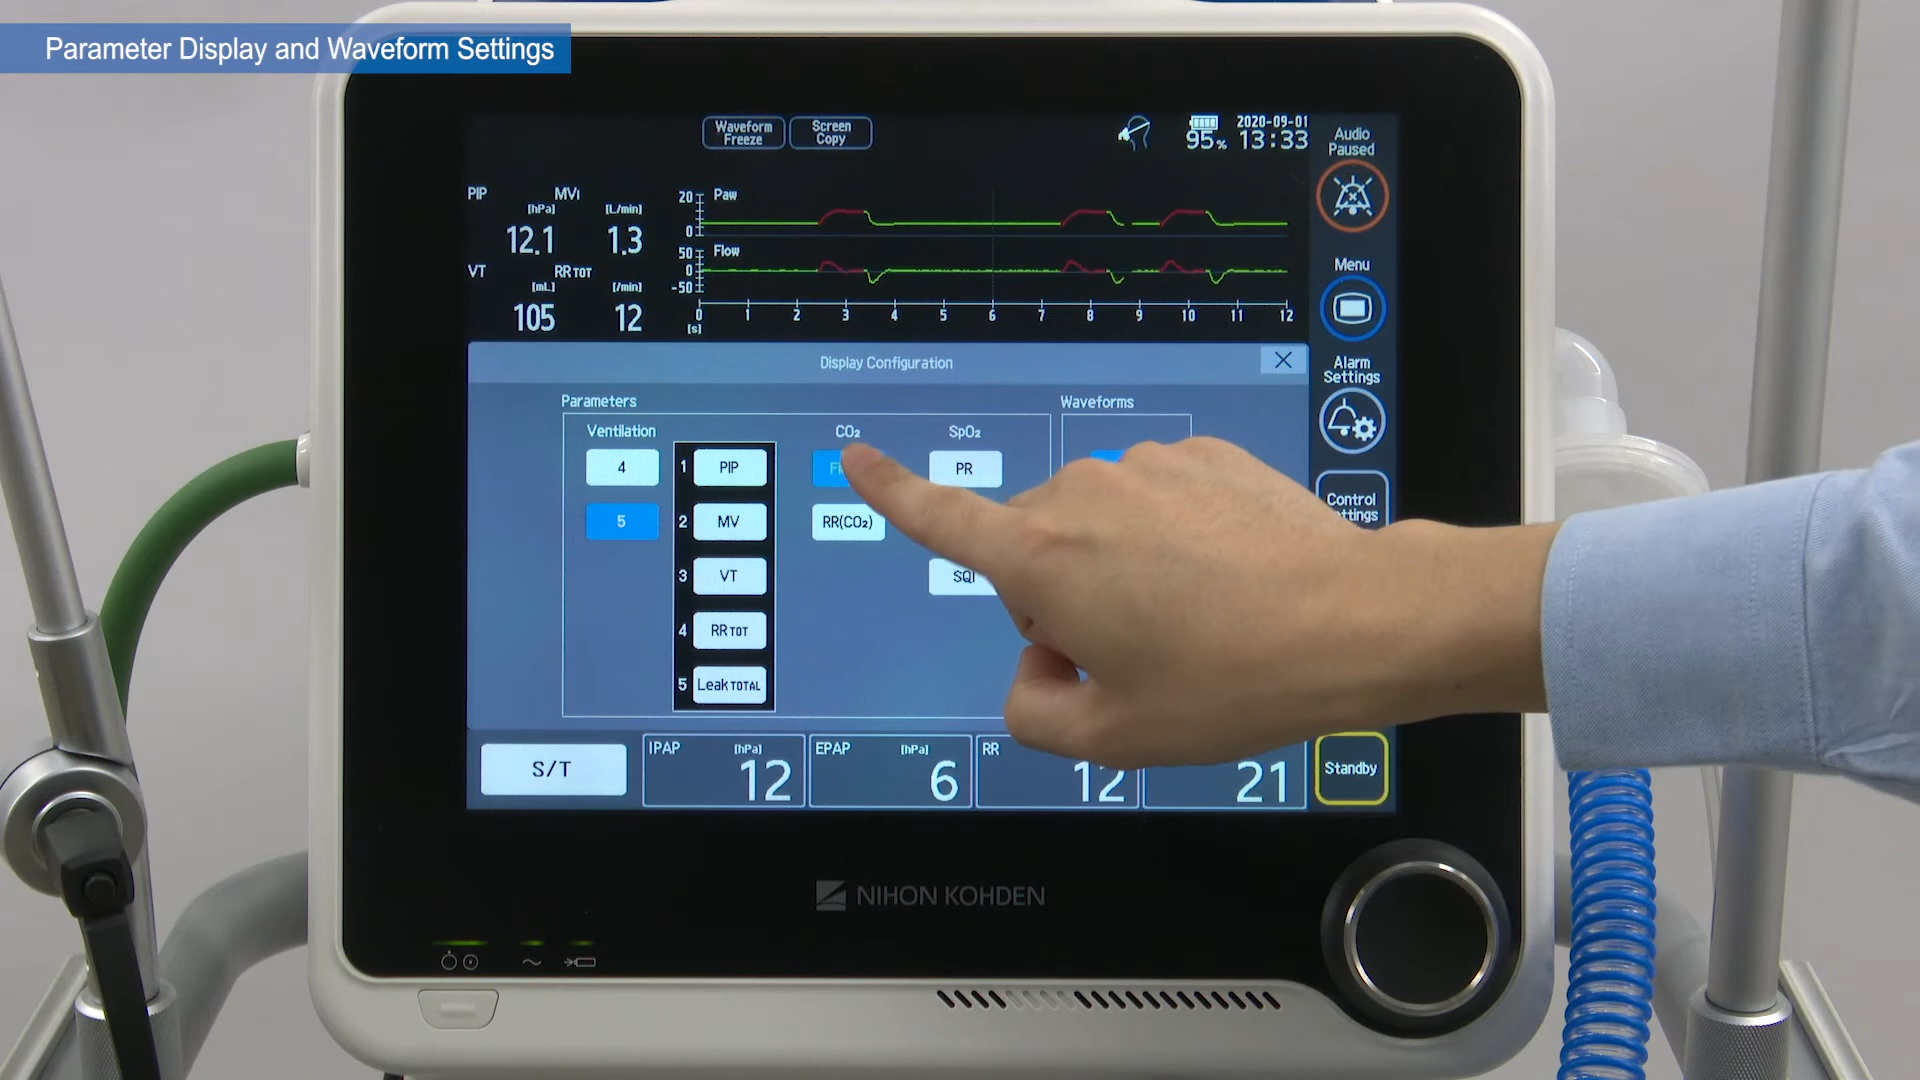 Parameter Display and Waveform Settings
Waveform
Freeze
Screen
Copy
95%
2020-09-01
13:33
Audio
Paused
PIP
[hPa]
12.1
MVI
[L/min]
1.3
VT
[mL]
105
RR TOT
[/min]
12
20
0
Paw
50
0
-50
Flow
0 1 2 3 4 5 6 7 8 9 10 11 12
[s]
Menu
Alarm
Settings
Control
Display Configuration
Parameters
Waveforms
Ventilation
CO₂
SpO₂
4
5
1 PIP
2 MV
3 VT
4 RR TOT
5 Leak TOTAL
RR(CO₂)
PR
SQI
S/T
IPAP [hPa]
12
EPAP [hPa]
6
RR
12
21
Standby
NIHON KOHDEN